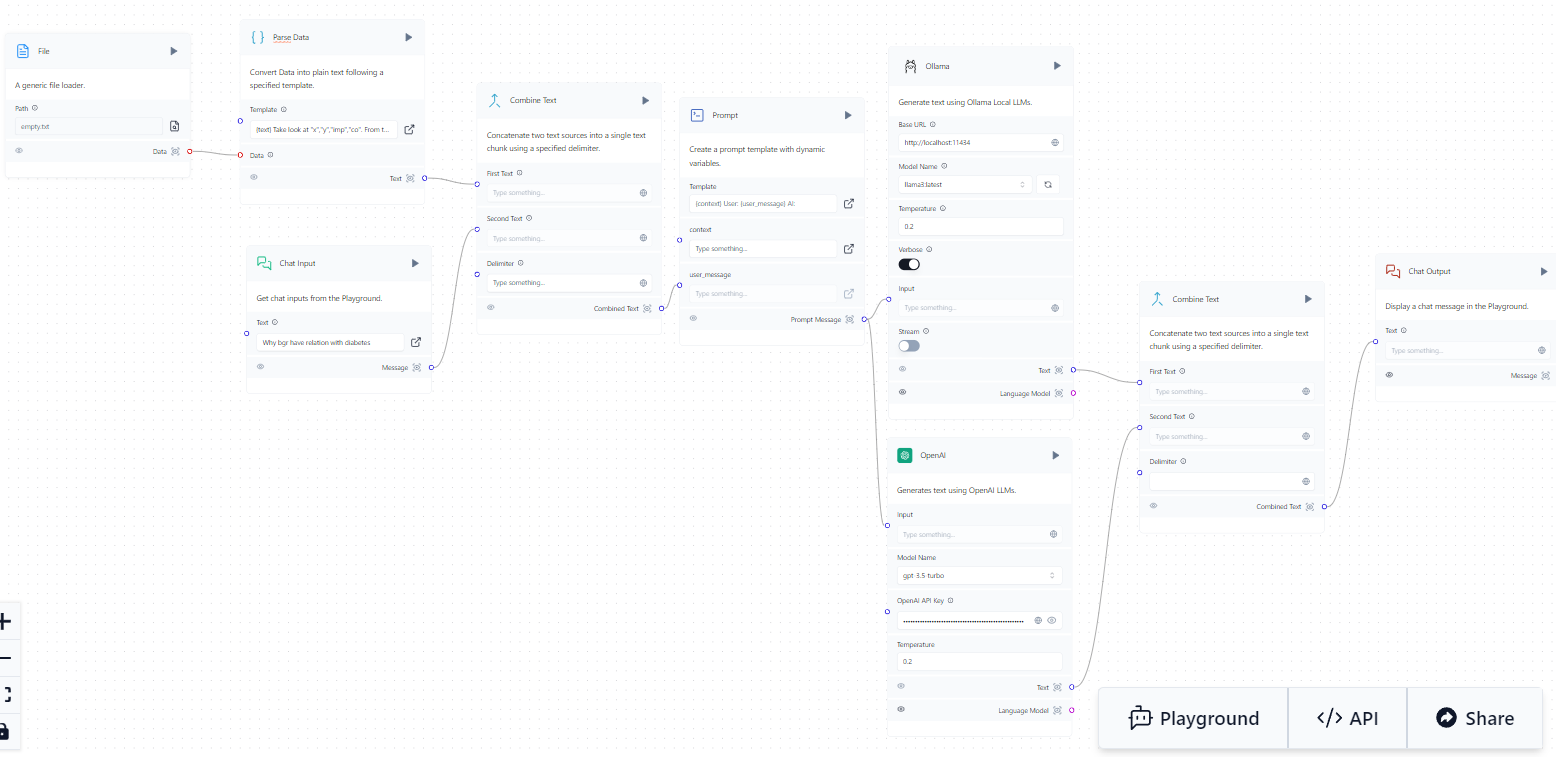 File
A generic file loader.
Path
empty.txt
Data
Parse Data
Convert Data into plain text following a
specified template.
Template
{text} Take look at "x","y","imp","co". From t...
Data
Text
Chat Input
Get chat inputs from the Playground.
Text
Why bgr have relation with diabetes
Message
Combine Text
Concatenate two text sources into a single text
chunk using a specified delimiter.
First Text
Type something...
Second Text
Type something...
Delimiter
Type something...
Combined Text
Prompt
Create a prompt template with dynamic
variables.
Template
{context} User: {user_message} AI:
context
Type something...
user_message
Type something...
Prompt Message
Ollama
Generate text using Ollama Local LLMs.
Base URL
http://localhost:11434
Model Name
llama3:latest
Temperature
0.2
Verbose
Input
Type something...
Stream
Text
Language Model
OpenAI
Generates text using OpenAI LLMs.
Input
Type something...
Model Name
gpt-3.5-turbo
OpenAI API Key
Temperature
0.2
Text
Language Model
Combine Text
Concatenate two text sources into a single text
chunk using a specified delimiter.
First Text
Type something...
Second Text
Type something...
Delimiter
Combined Text
Chat Output
Display a chat message in the Playground.
Text
Type something...
Message
Playground
</> API
Share